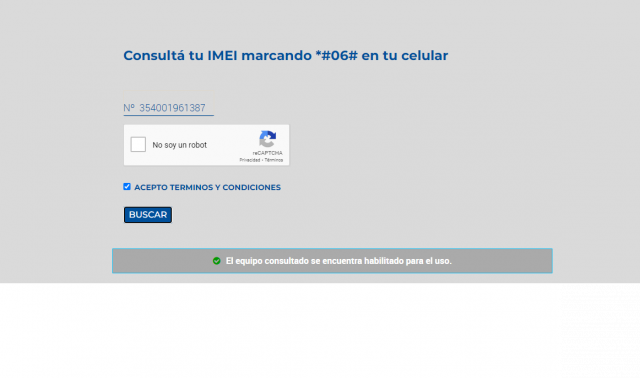 Consultá tu IMEI marcando *#06# en tu celular
Nº 354001961387
No soy un robot
reCAPTCHA
Privacidad - Términos
ACEPTO TERMINOS Y CONDICIONES
BUSCAR
El equipo consultado se encuentra habilitado para el uso.